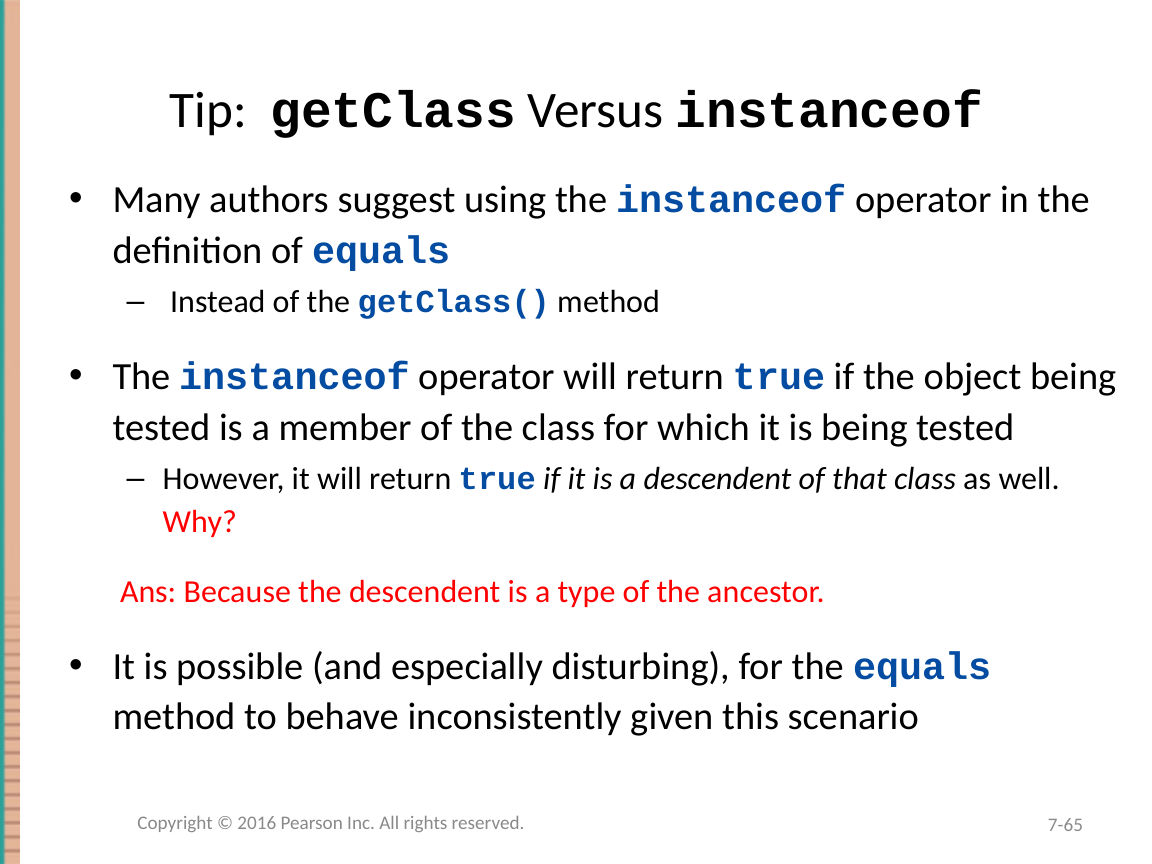 Tip: getClass Versus instanceof
• Many authors suggest using the instanceof operator in the
definition of equals
– Instead of the getClass() method
• The instanceof operator will return true if the object being
tested is a member of the class for which it is being tested
– However, it will return true if it is a descendent of that class as well.
Why?
Ans: Because the descendent is a type of the ancestor.
• It is possible (and especially disturbing), for the equals
method to behave inconsistently given this scenario
Copyright © 2016 Pearson Inc. All rights reserved.
7-65